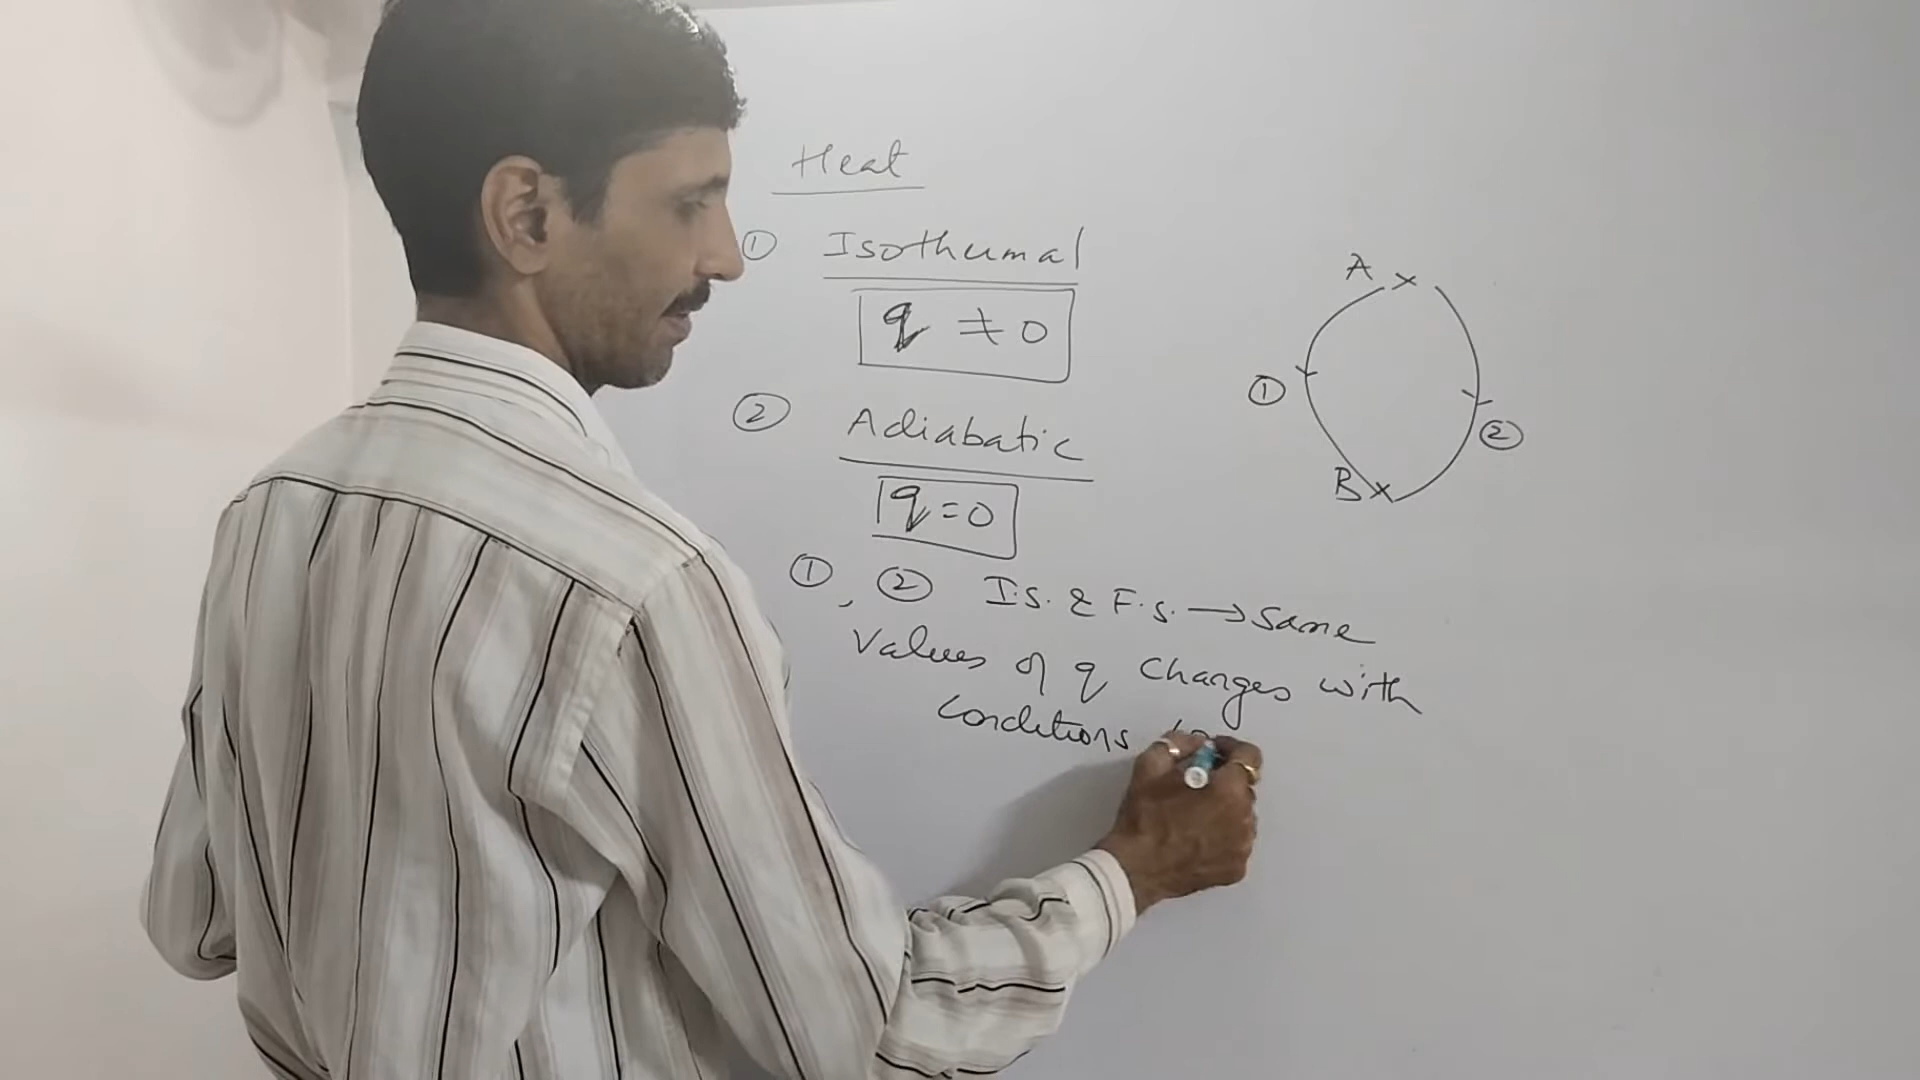 Heat
① Isothermal
q ≠ 0
② Adiabatic
q = 0
①, ② I.S. & F.S. → Same
Values of q Changes with
Conditions
A ×
①
②
B ×